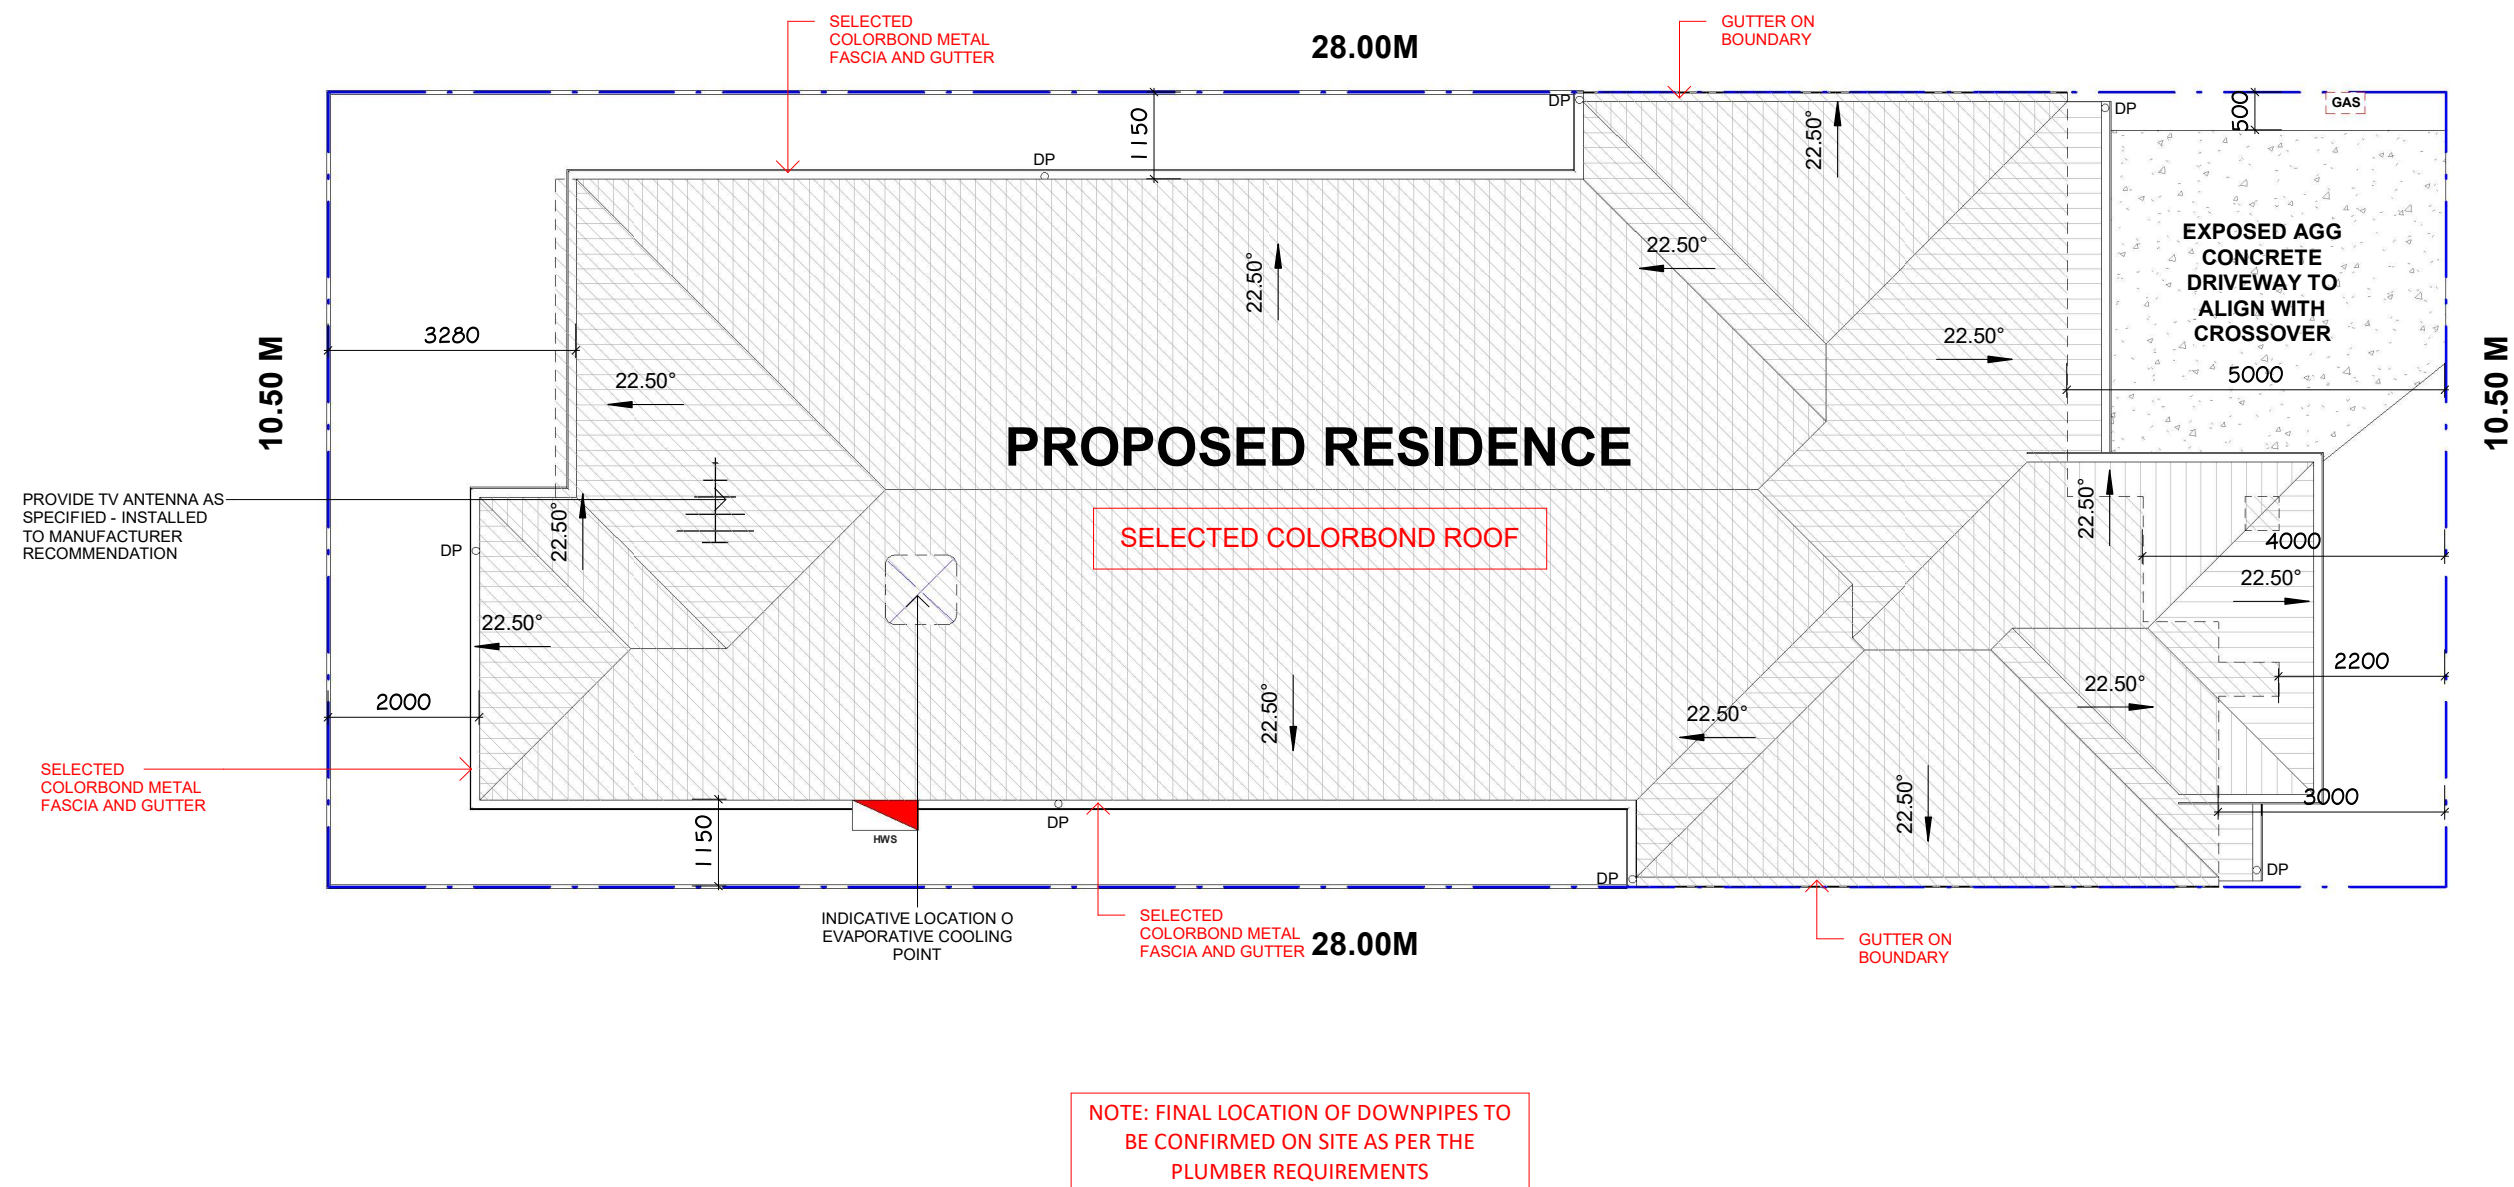 SELECTED
COLORBOND METAL
FASCIA AND GUTTER
28.00M
GUTTER ON
BOUNDARY
DP
DP
GAS
500
1150
DP
22.50°
EXPOSED AGG
CONCRETE
DRIVEWAY TO
ALIGN WITH
CROSSOVER
22.50°
22.50°
3280
22.50°
10.50 M
10.50 M
5000
22.50°
PROPOSED RESIDENCE
PROVIDE TV ANTENNA AS
SPECIFIED - INSTALLED
TO MANUFACTURER
RECOMMENDATION
22.50°
22.50°
SELECTED COLORBOND ROOF
DP
4000
22.50°
22.50°
2200
22.50°
2000
22.50°
22.50°
SELECTED
COLORBOND METAL
FASCIA AND GUTTER
22.50°
3000
1150
HWS
DP
DP
DP
INDICATIVE LOCATION O
EVAPORATIVE COOLING
POINT
SELECTED
COLORBOND METAL
FASCIA AND GUTTER
28.00M
GUTTER ON
BOUNDARY
NOTE: FINAL LOCATION OF DOWNPIPES TO
BE CONFIRMED ON SITE AS PER THE
PLUMBER REQUIREMENTS